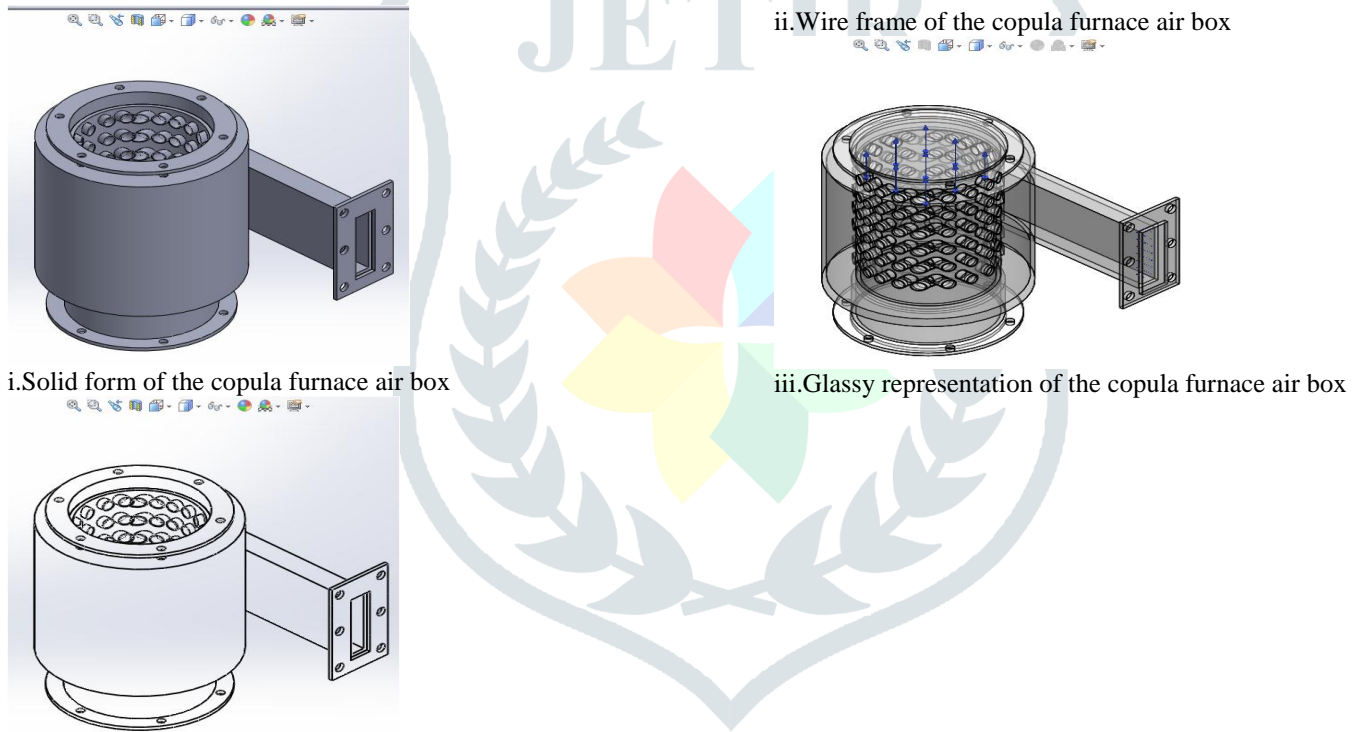 i.Solid form of the copula furnace air box
ii.Wire frame of the copula furnace air box
iii.Glassy representation of the copula furnace air box